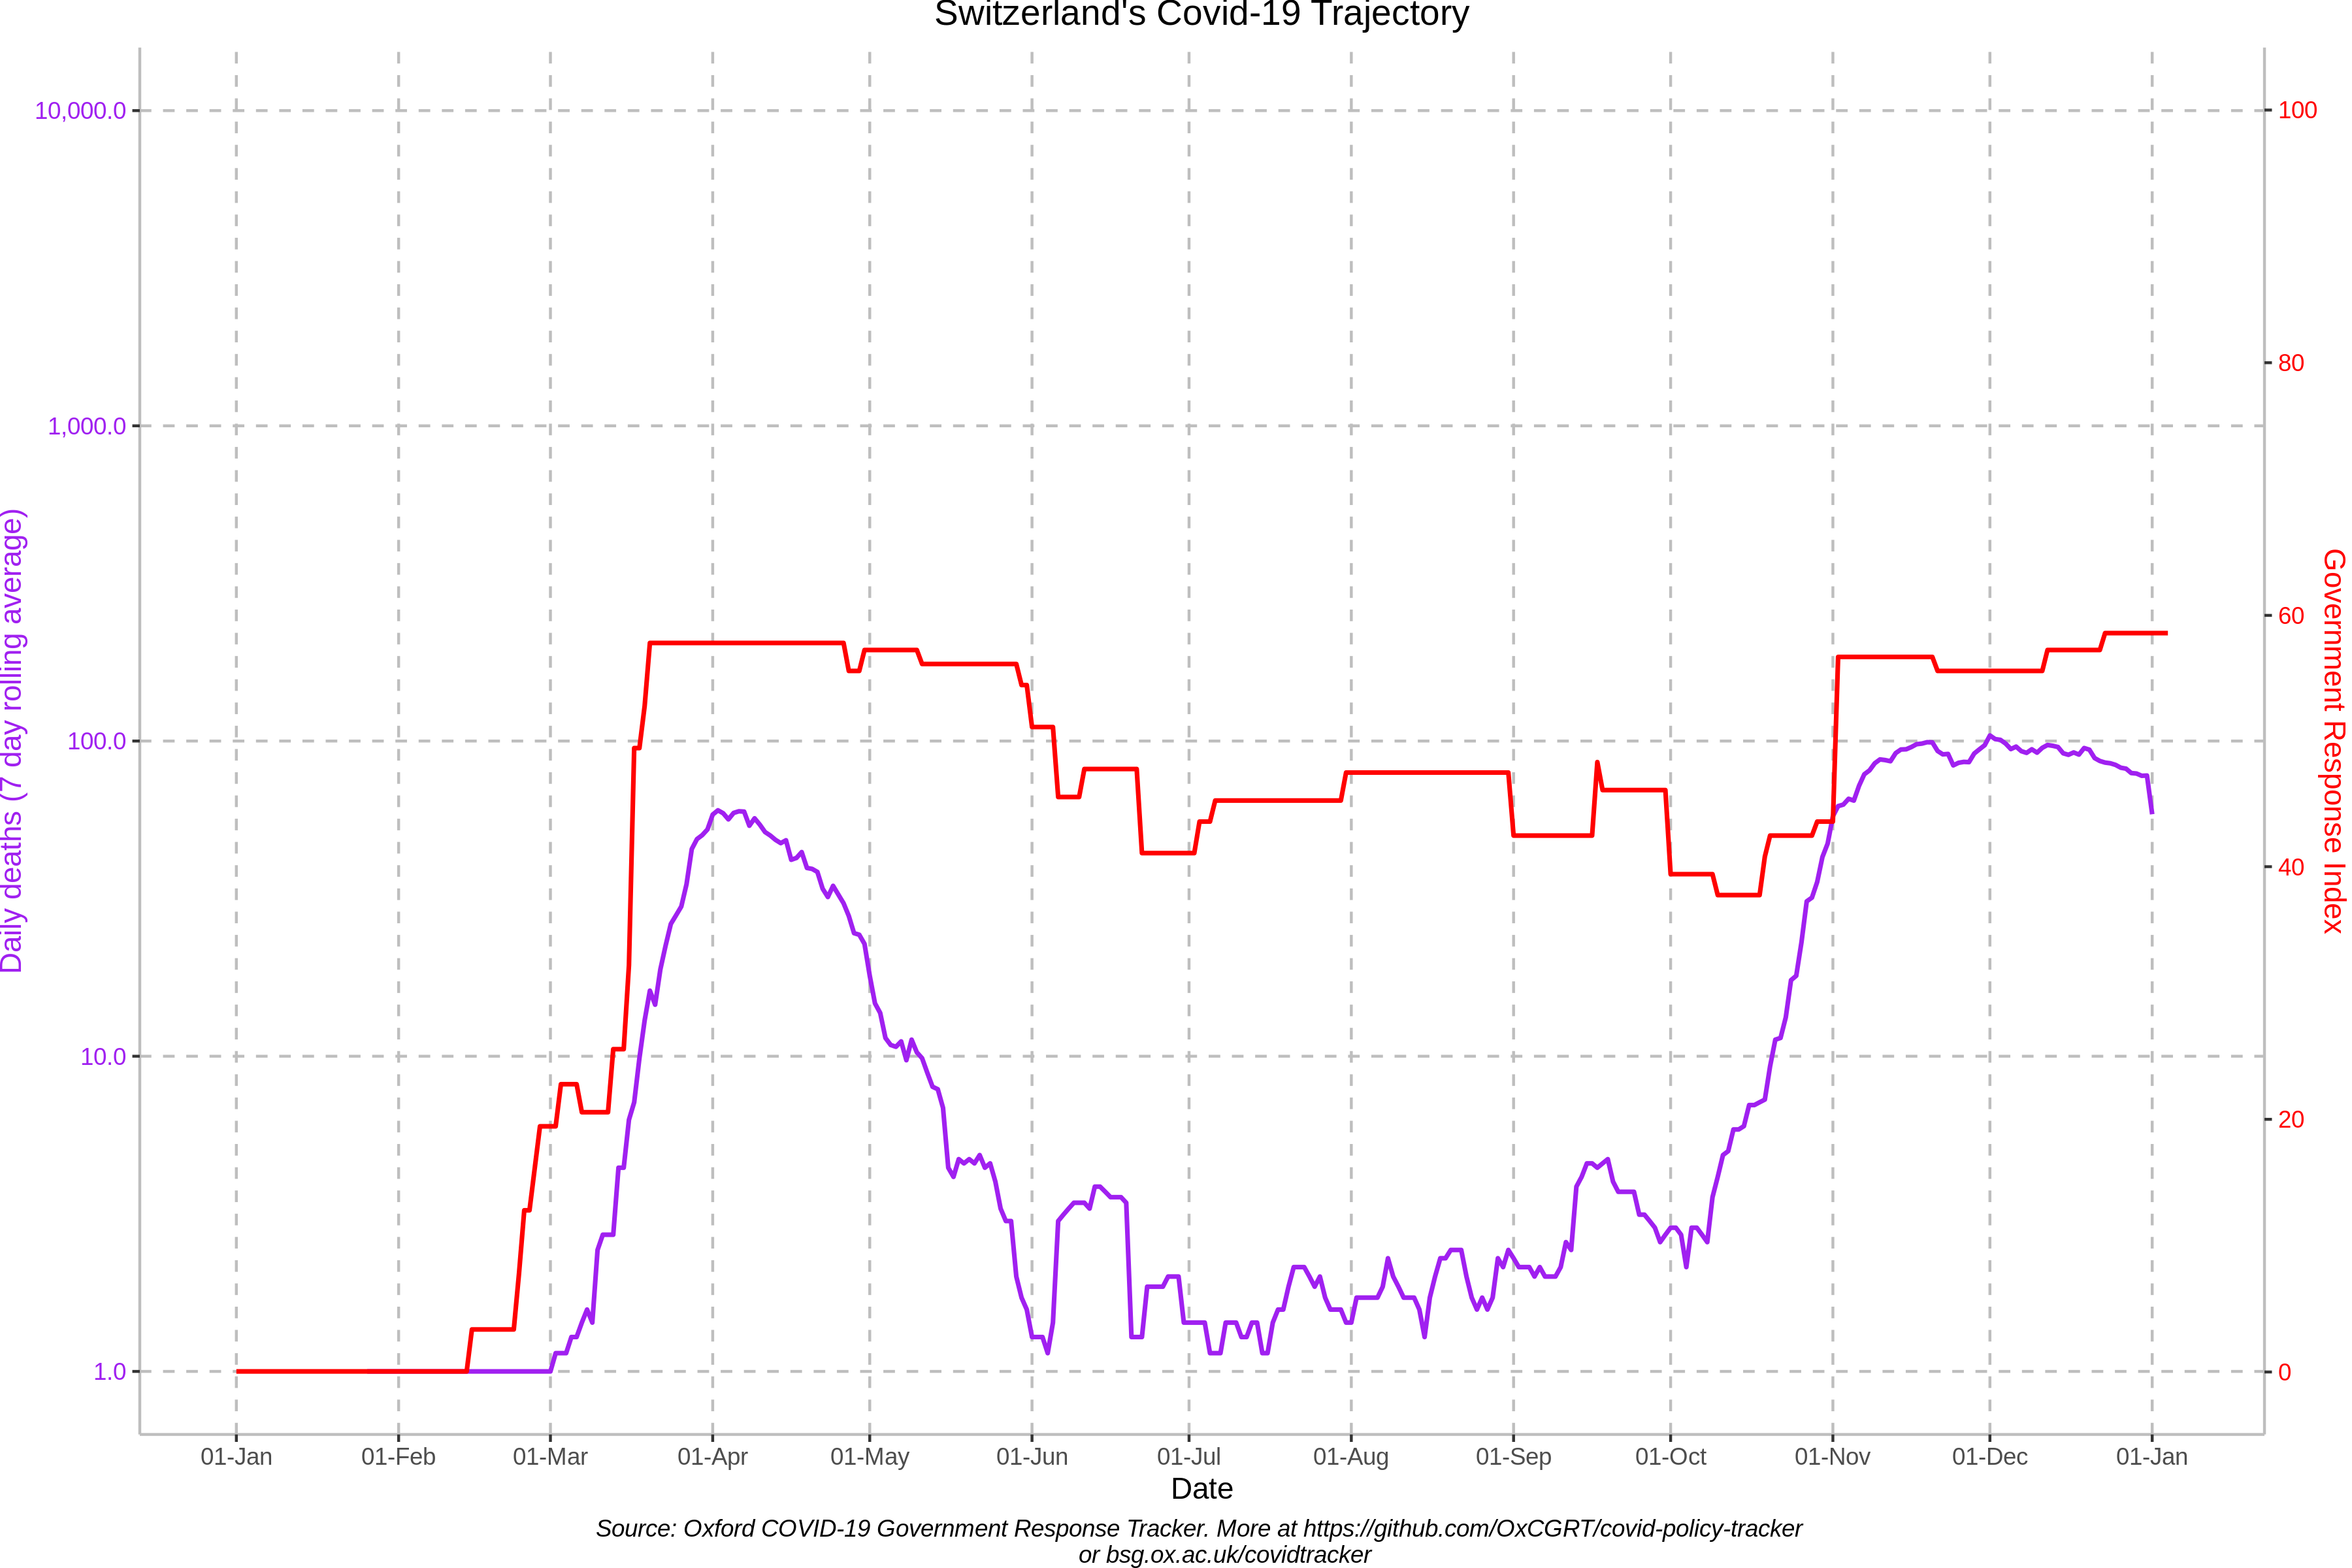 Switzerland's Covid-19 Trajectory
10,000.0
1,000.0
100.0
10.0
1.0
Daily deaths (7 day rolling average)
100
80
60
40
20
0
Government Response Index
01-Jan
01-Feb
01-Mar
01-Apr
01-May
01-Jun
01-Jul
01-Aug
01-Sep
01-Oct
01-Nov
01-Dec
01-Jan
Date
Source: Oxford COVID-19 Government Response Tracker. More at https://github.com/OxCGRT/covid-policy-tracker
or bsg.ox.ac.uk/covidtracker